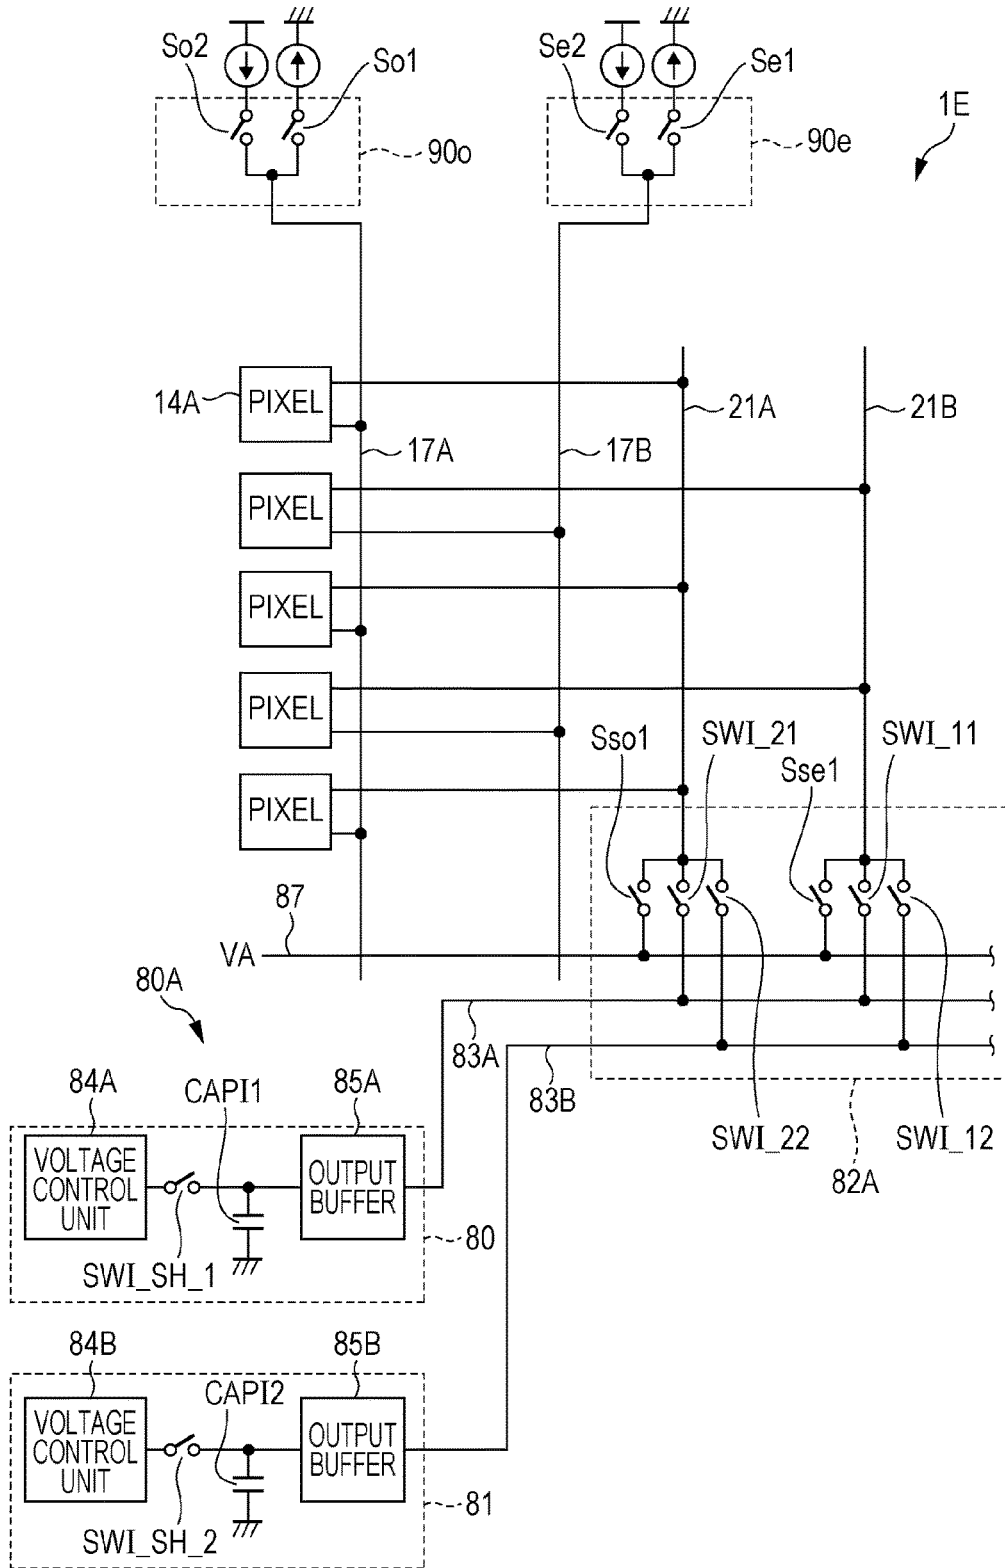 So2
So1
Se2
Se1
1E
90o
90e
14A
PIXEL
21A
21B
17A
17B
PIXEL
PIXEL
PIXEL
Sso1
SWI_21
SWI_11
Sse1
PIXEL
87
VA
80A
83A
83B
84A
CAPI1
85A
SWI_22
SWI_12
82A
VOLTAGE
CONTROL
UNIT
OUTPUT
BUFFER
80
SWI_SH_1
84B
85B
CAPI2
VOLTAGE
CONTROL
UNIT
OUTPUT
BUFFER
81
SWI_SH_2